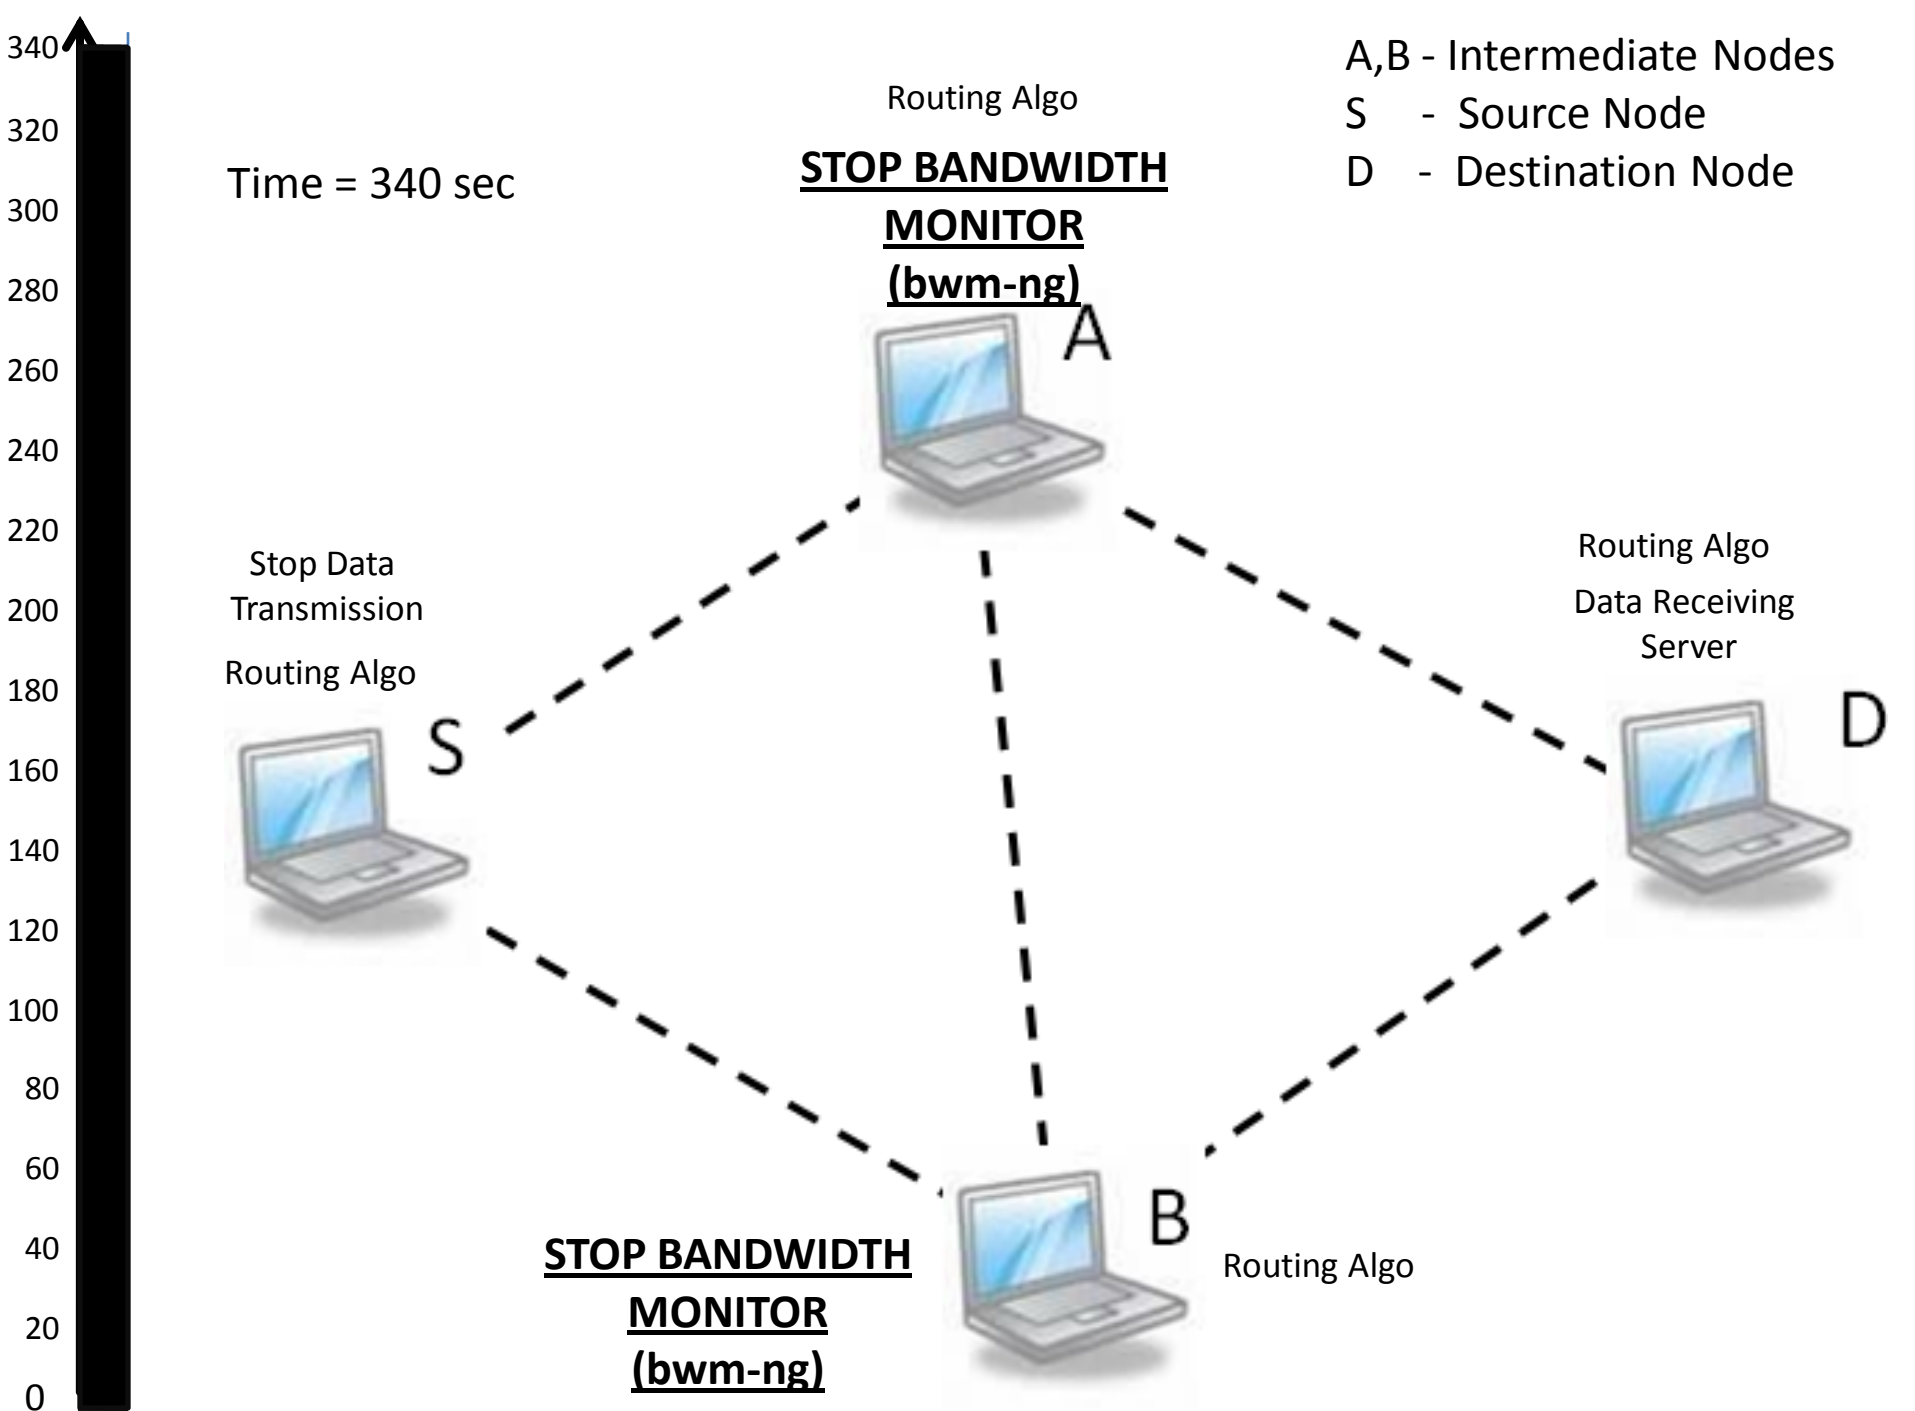 340
320
300
280
260
240
220
200
180
160
140
120
100
80
60
40
20
0
Time = 340 sec
Routing Algo
STOP BANDWIDTH
MONITOR
(bwm-ng)
A
A,B - Intermediate Nodes
S - Source Node
D - Destination Node
Stop Data
Transmission
Routing Algo
S
Routing Algo
Data Receiving
Server
D
STOP BANDWIDTH
MONITOR
(bwm-ng)
B
Routing Algo